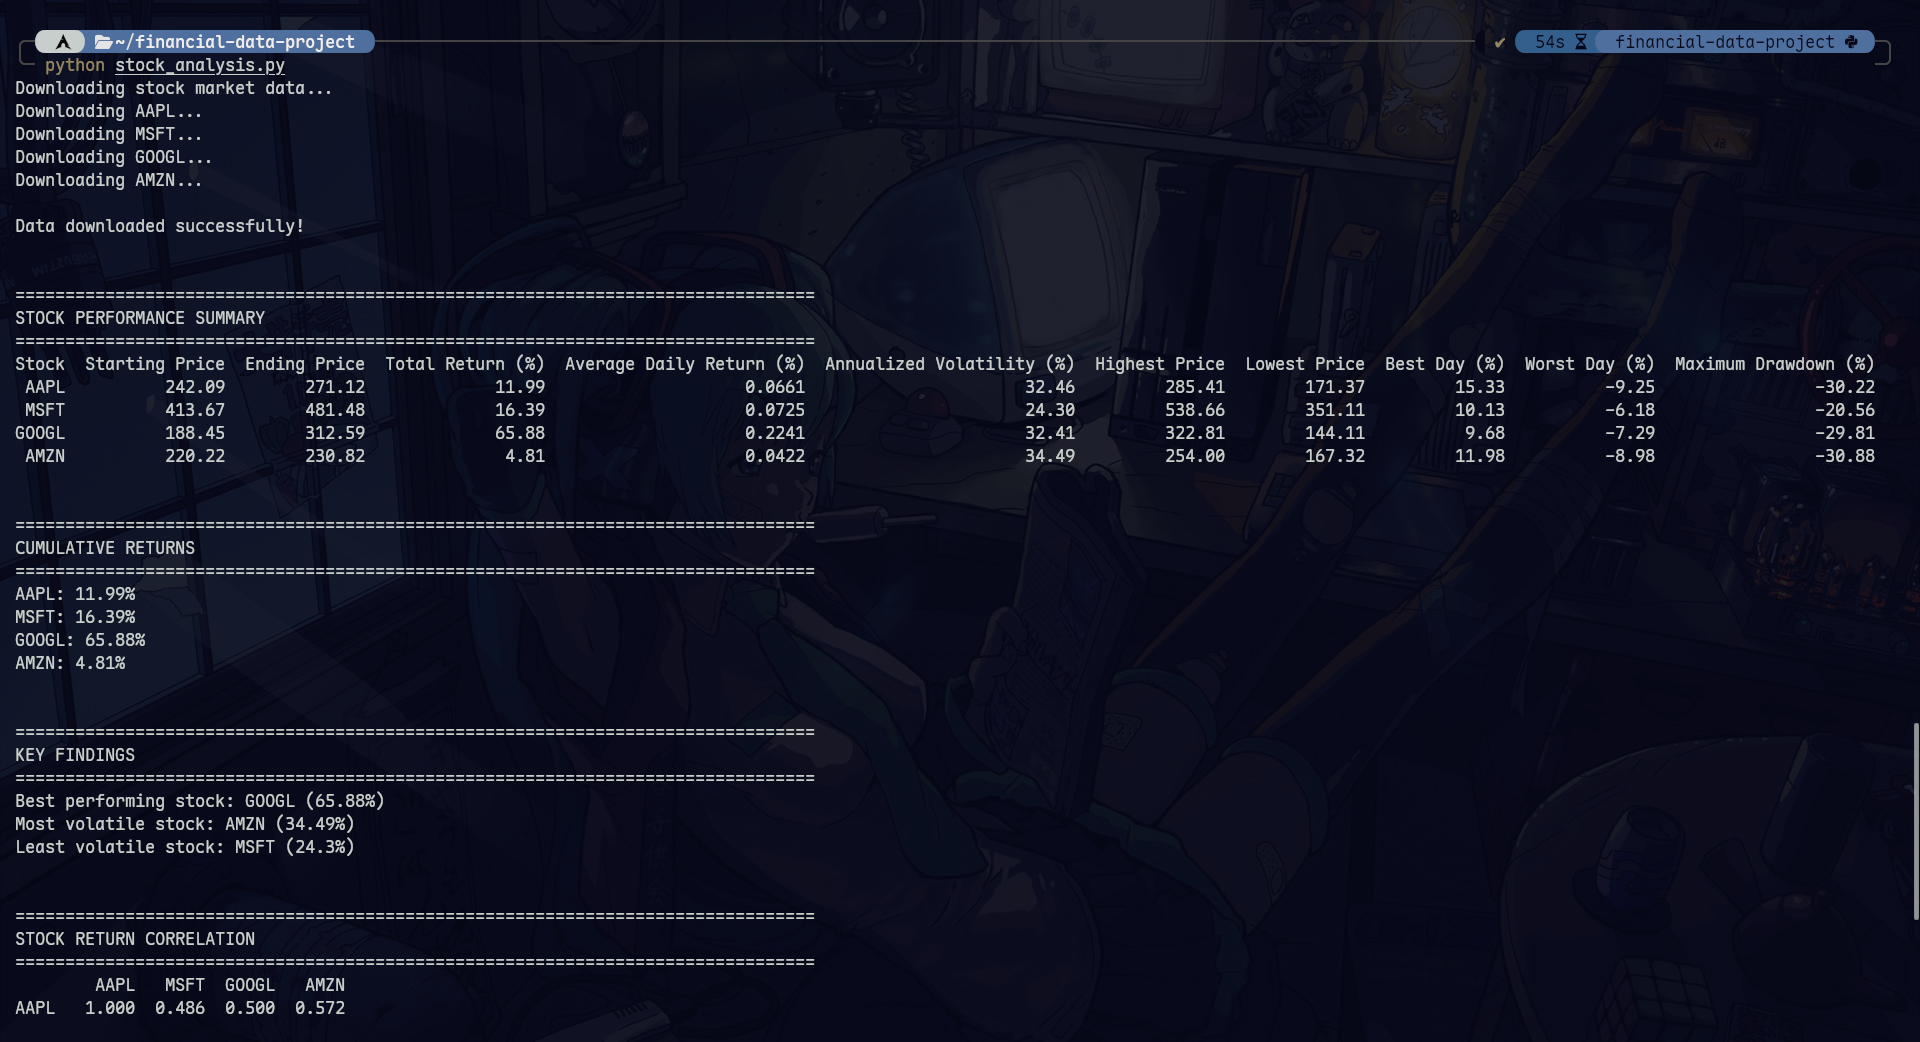 ~/financial-data-project ✔ 54s financial-data-project
python stock_analysis.py
Downloading stock market data...
Downloading AAPL...
Downloading MSFT...
Downloading GOOGL...
Downloading AMZN...
Data downloaded successfully!
================================================================================
STOCK PERFORMANCE SUMMARY
================================================================================
Stock  Starting Price  Ending Price  Total Return (%)  Average Daily Return (%)  Annualized Volatility (%)  Highest Price  Lowest Price  Best Day (%)  Worst Day (%)  Maximum Drawdown (%)
AAPL  242.09  271.12  11.99  0.0661  32.46  285.41  171.37  15.33  -9.25  -30.22
MSFT  413.67  481.48  16.39  0.0725  24.30  538.66  351.11  10.13  -6.18  -20.56
GOOGL  188.45  312.59  65.88  0.2241  32.41  322.81  144.11  9.68  -7.29  -29.81
AMZN  220.22  230.82  4.81  0.0422  34.49  254.00  167.32  11.98  -8.98  -30.88
================================================================================
CUMULATIVE RETURNS
================================================================================
AAPL: 11.99%
MSFT: 16.39%
GOOGL: 65.88%
AMZN: 4.81%
================================================================================
KEY FINDINGS
================================================================================
Best performing stock: GOOGL (65.88%)
Most volatile stock: AMZN (34.49%)
Least volatile stock: MSFT (24.3%)
================================================================================
STOCK RETURN CORRELATION
================================================================================
AAPL  MSFT  GOOGL  AMZN
AAPL  1.000  0.486  0.500  0.572